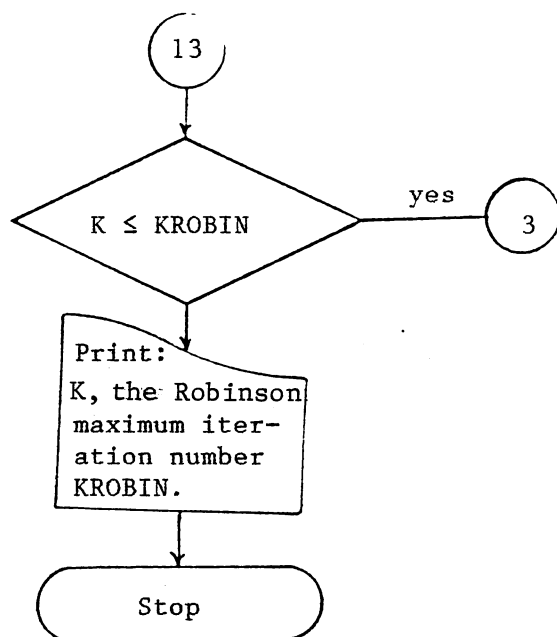 13
K ≤ KROBIN
yes
3
Print:
K, the Robinson
maximum iter-
ation number
KROBIN.
Stop